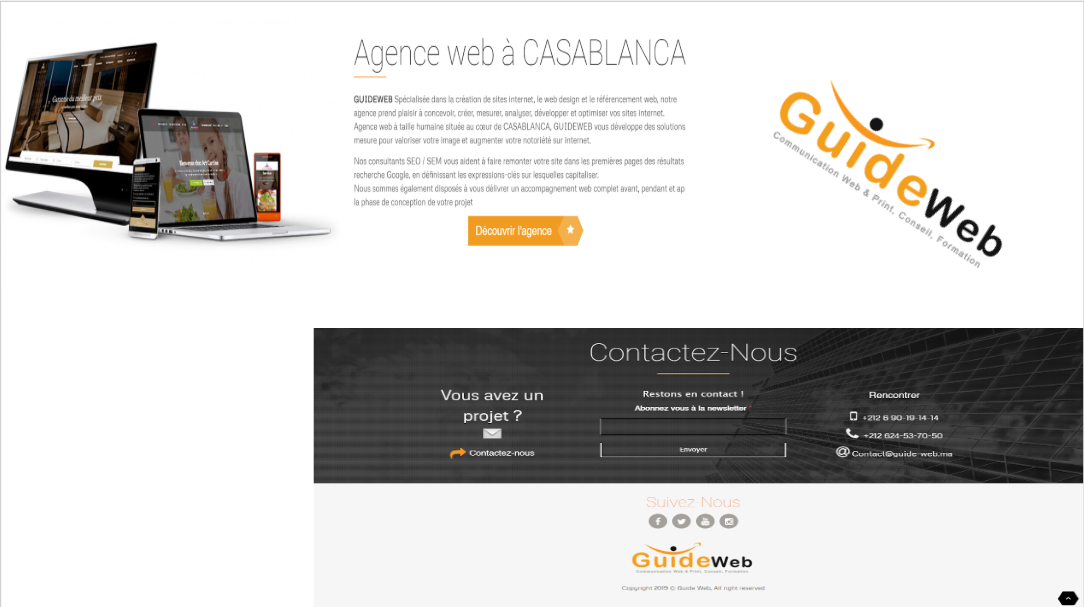 Agence web à CASABLANCA
GUIDEWEB Spécialisée dans la création de sites internet, le web design et le référencement web, notre
agence prend plaisir à concevoir, créer, mesurer, analyser, développer et optimiser vos sites internet.
Agence web à taille humaine située au cœur de CASABLANCA, GUIDEWEB vous développe des solutions
mesure pour valoriser votre image et augmenter votre notoriété sur internet.
Nos consultants SEO / SEM vous aident à faire remonter votre site dans les premières pages des résultats
recherche Google, en définissant les expressions-clés sur lesquelles capitaliser.
Nous sommes également disposés à vous délivrer un accompagnement web complet avant, pendant et ap
la phase de conception de votre projet
Découvrir l'agence
GuideWeb
Communication Web & Print, Conseil, Formation
Contactez-Nous
Vous avez un
projet ?
Contactez-nous
Restons en contact !
Abonnez vous à la newsletter *
Envoyer
Rencontrer
+212 6 90-19-14-14
+212 624-53-70-50
Contact@guide-web.ma
Suivez-Nous
GuideWeb
Communication Web & Print, Conseil, Formation
Copyright 2015 © Guide Web, All right reserved